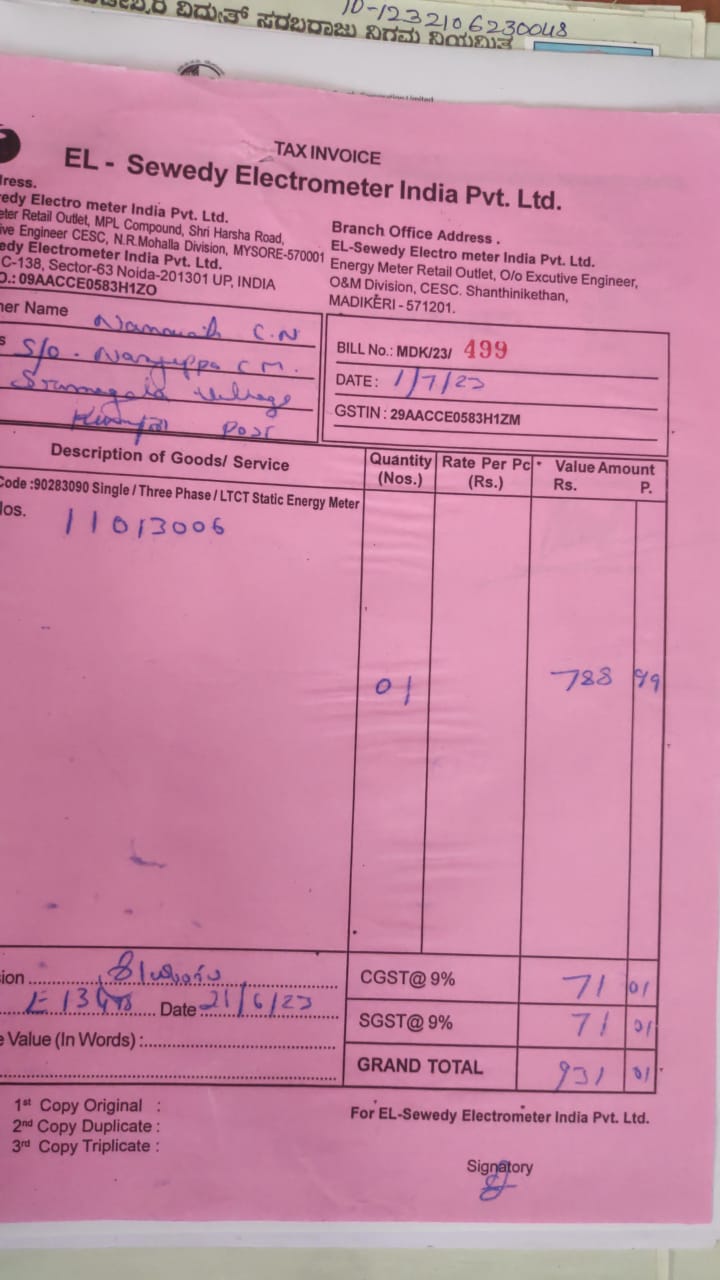 ID-1232106230048
ವಿದ್ಯುತ್ ಸರಬರಾಜು ನಿಗಮ ನಿಯಮಿತ
TAX INVOICE
EL - Sewedy Electrometer India Pvt. Ltd.
dress.
edy Electro meter India Pvt. Ltd.
eter Retail Outlet, MPL Compound, Shri Harsha Road,
ive Engineer CESC, N.R.Mohalla Division, MYSORE-570001
edy Electrometer India Pvt. Ltd.
C-138, Sector-63 Noida-201301 UP, INDIA
O.: 09AACCE0583H1ZO
Branch Office Address .
EL-Sewedy Electro meter India Pvt. Ltd.
Energy Meter Retail Outlet, O/o Excutive Engineer,
O&M Division, CESC. Shanthinikethan,
MADIKERI - 571201.
mer Name C.N
S/o - Nanjappa C M.
Village
Post
BILL No.: MDK/23/ 499
DATE : 1/7/23
GSTIN : 29AACCE0583H1ZM
Description of Goods/ Service Quantity (Nos.) Rate Per Pc (Rs.) Value Amount Rs. P.
Code :90283090 Single / Three Phase / LTCT Static Energy Meter
Nos. 11013006
01 788 99
ion
Date 21/6/23
e Value (In Words) :
CGST@ 9% 71 01
SGST@ 9% 71 01
GRAND TOTAL 931 01
1st Copy Original :
2nd Copy Duplicate :
3rd Copy Triplicate :
For EL-Sewedy Electrometer India Pvt. Ltd.
Signatory